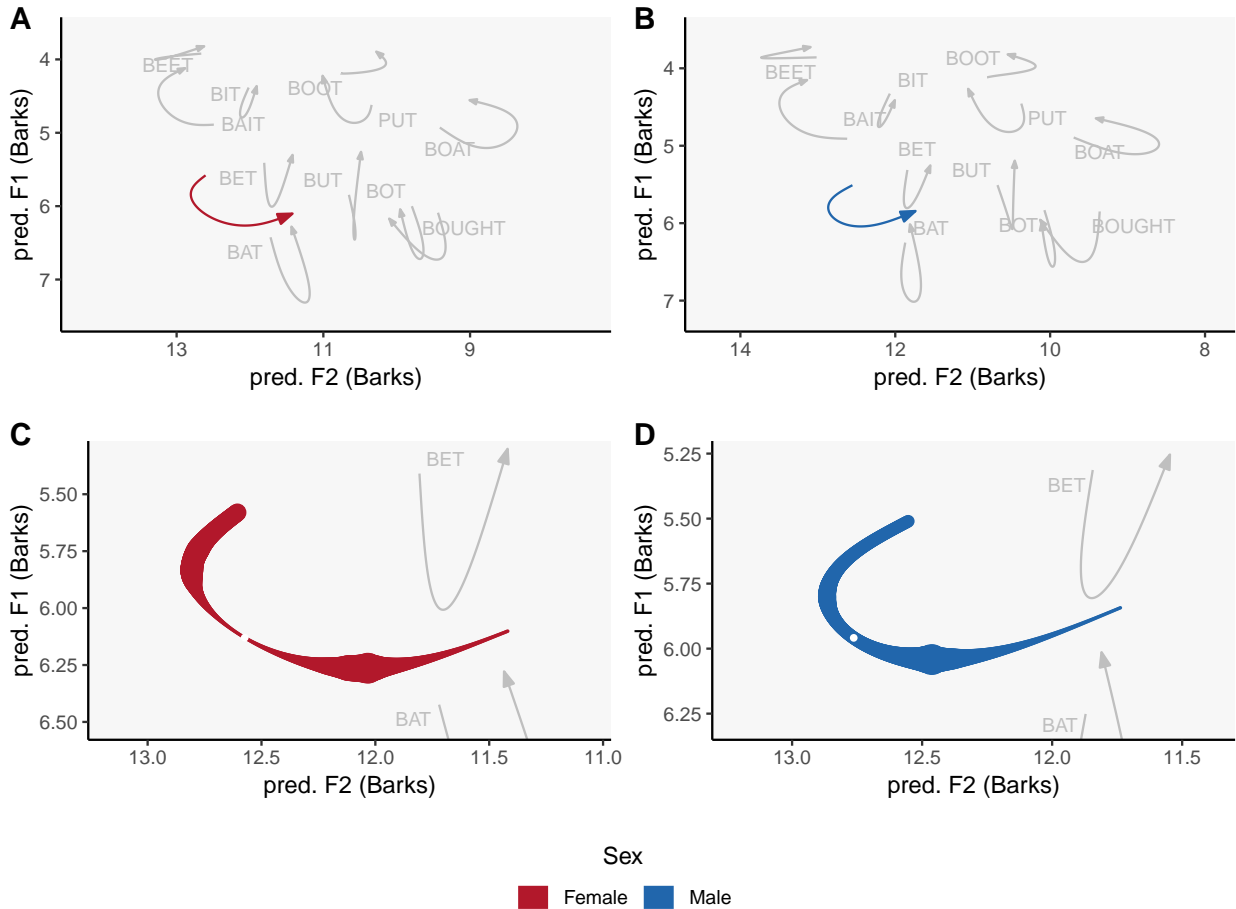 A
4
5
6
7
pred. F1 (Barks)
BEET
BIT
BAIT
BOOT
PUT
BOAT
BET
BUT
BOT
BOUGHT
BAT
13 11 9
pred. F2 (Barks)
B
4
5
6
7
pred. F1 (Barks)
BOOT
BEET
BIT
BAIT
PUT
BET
BOAT
BUT
BAT
BOT
BOUGHT
14 12 10 8
pred. F2 (Barks)
C
5.50
5.75
6.00
6.25
6.50
pred. F1 (Barks)
BET
BAT
13.0 12.5 12.0 11.5 11.0
pred. F2 (Barks)
D
5.25
5.50
5.75
6.00
6.25
pred. F1 (Barks)
BET
BAT
13.0 12.5 12.0 11.5
pred. F2 (Barks)
Sex
Female Male